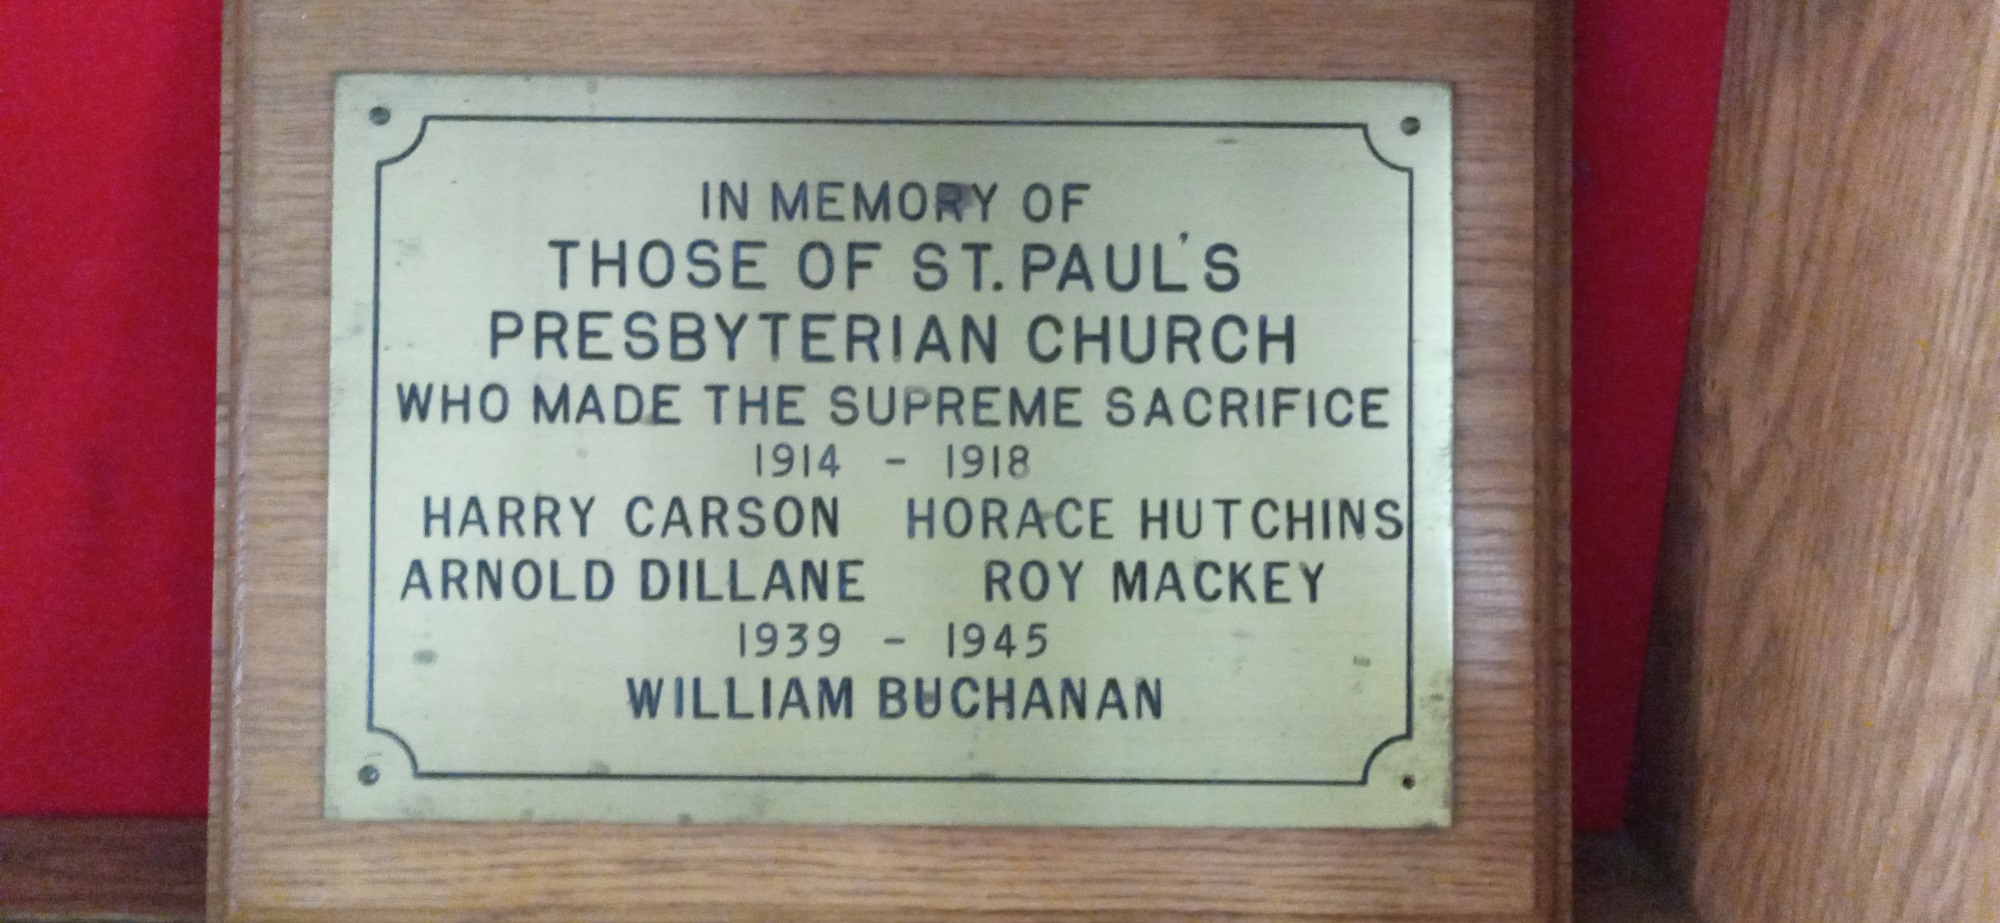 IN MEMORY OF
THOSE OF ST. PAUL'S
PRESBYTERIAN CHURCH
WHO MADE THE SUPREME SACRIFICE
1914 - 1918
HARRY CARSON HORACE HUTCHINS
ARNOLD DILLANE ROY MACKEY
1939 - 1945
WILLIAM BUCHANAN